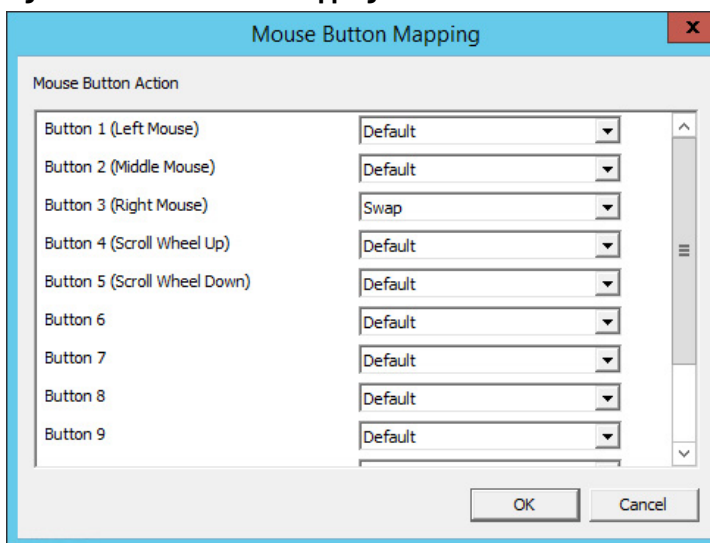 Mouse Button Mapping
x
Mouse Button Action
Button 1 (Left Mouse) Default
Button 2 (Middle Mouse) Default
Button 3 (Right Mouse) Swap
Button 4 (Scroll Wheel Up) Default
Button 5 (Scroll Wheel Down) Default
Button 6 Default
Button 7 Default
Button 8 Default
Button 9 Default
OK Cancel